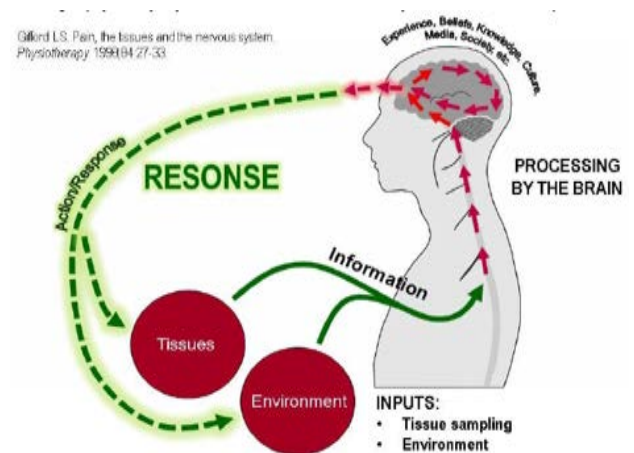 Gifford LS. Pain, the tissues and the nervous system.
Physiotherapy 1998;84:27-33.
Experience, Beliefs, Knowledge, Culture,
Media, Society, etc.
PROCESSING
BY THE BRAIN
Action/Response
RESONSE
Information
Tissues
Environment
INPUTS:
• Tissue sampling
• Environment